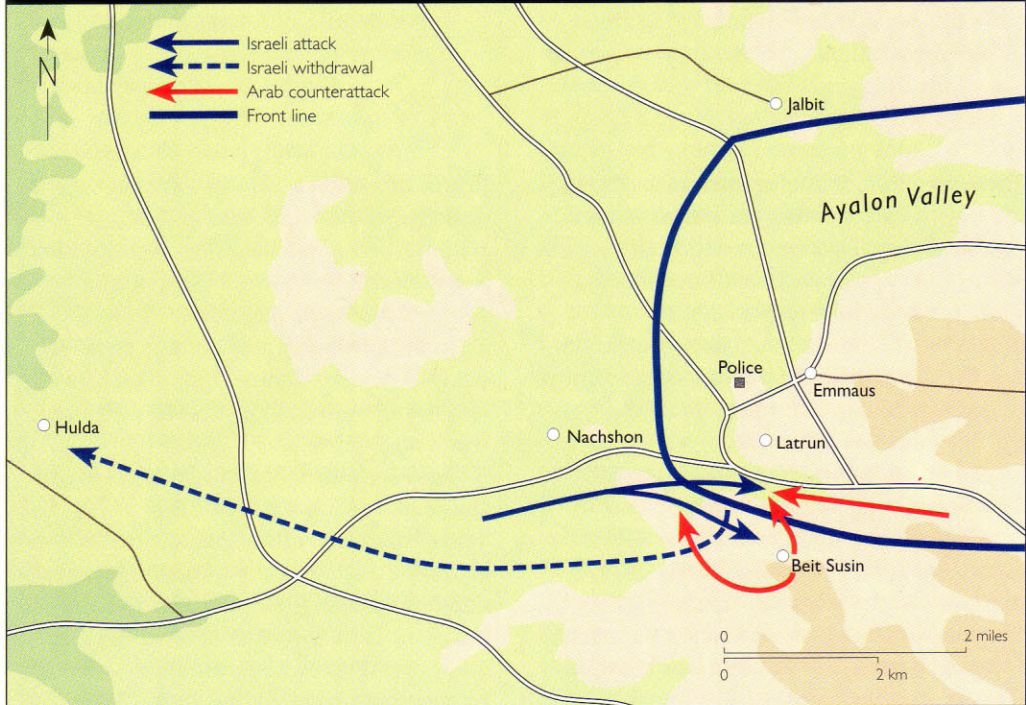 N
Israeli attack
Israeli withdrawal
Arab counterattack
Front line
Jalbit
Ayalon Valley
Police
Emmaus
Hulda
Nachshon
Latrun
Beit Susin
0 2 miles
0 2 km